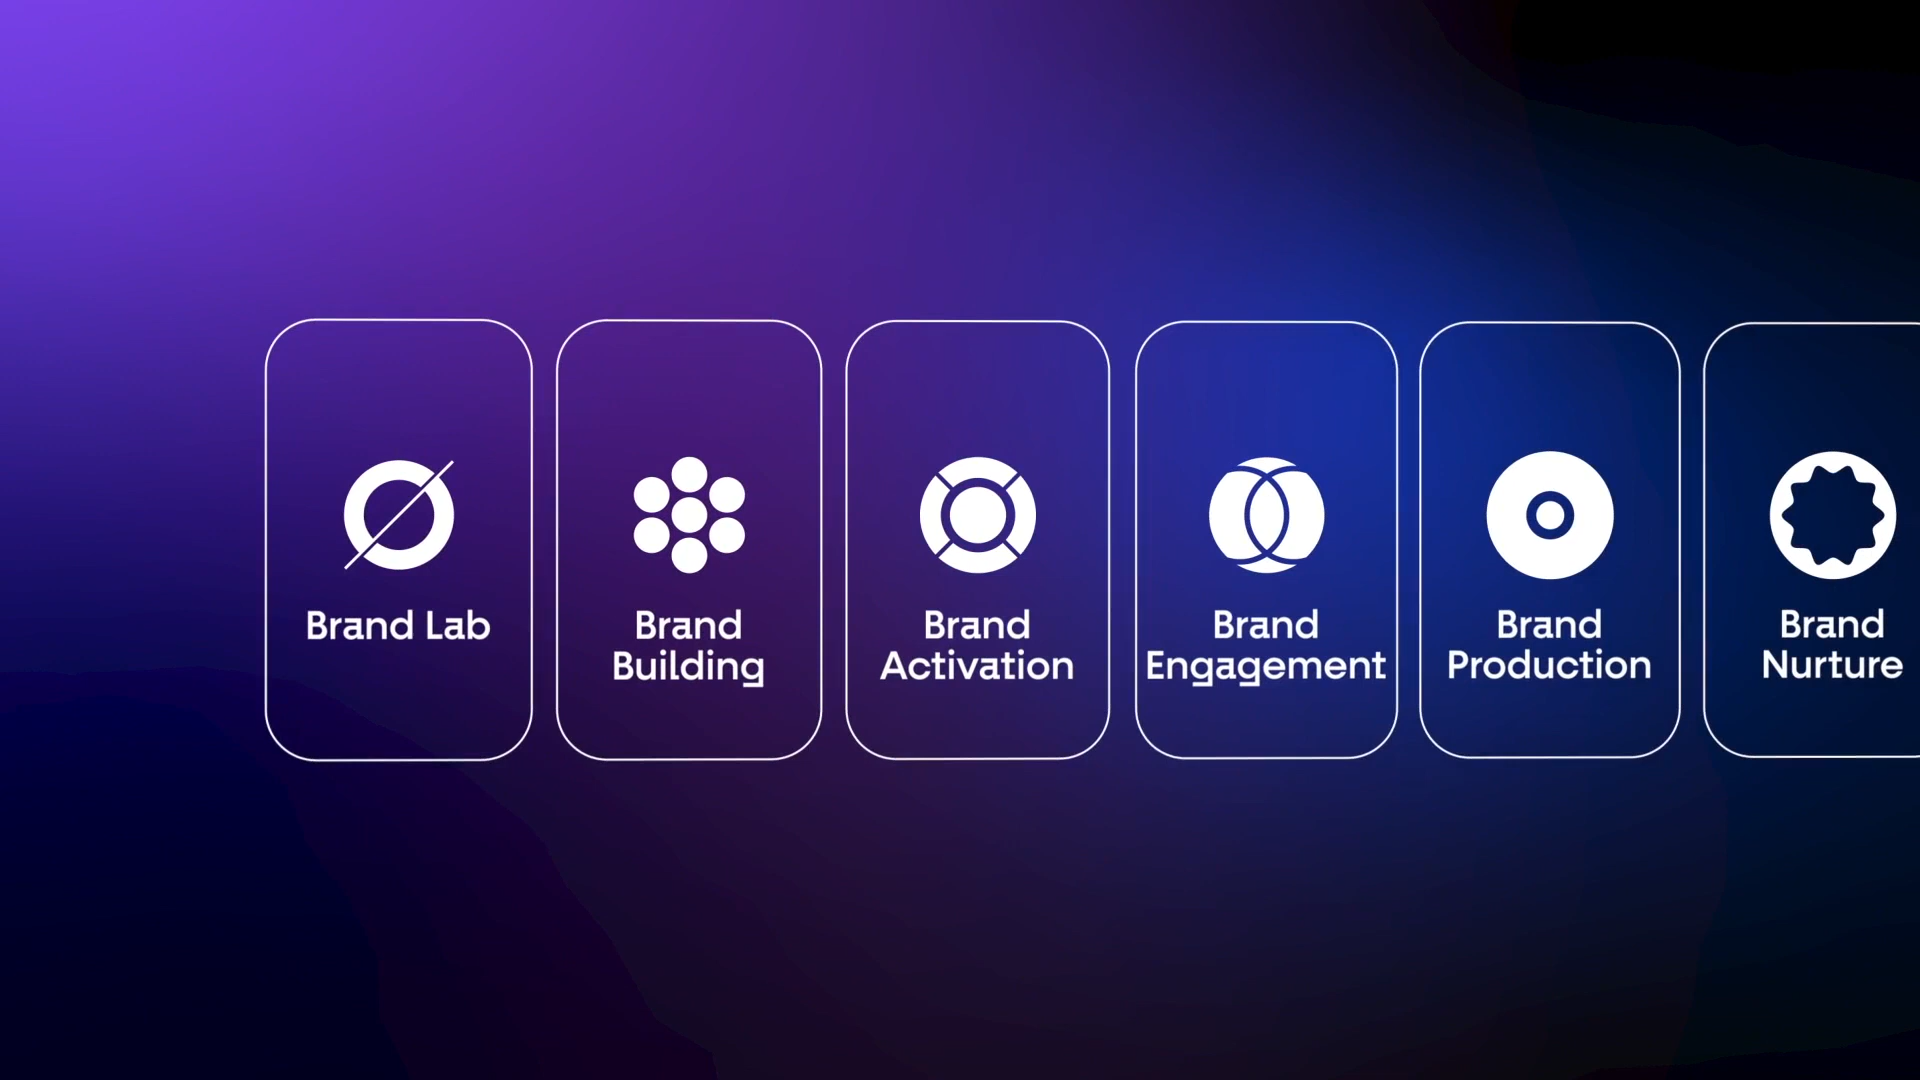 Brand Lab
Brand
Building
Brand
Activation
Brand
Engagement
Brand
Production
Brand
Nurture